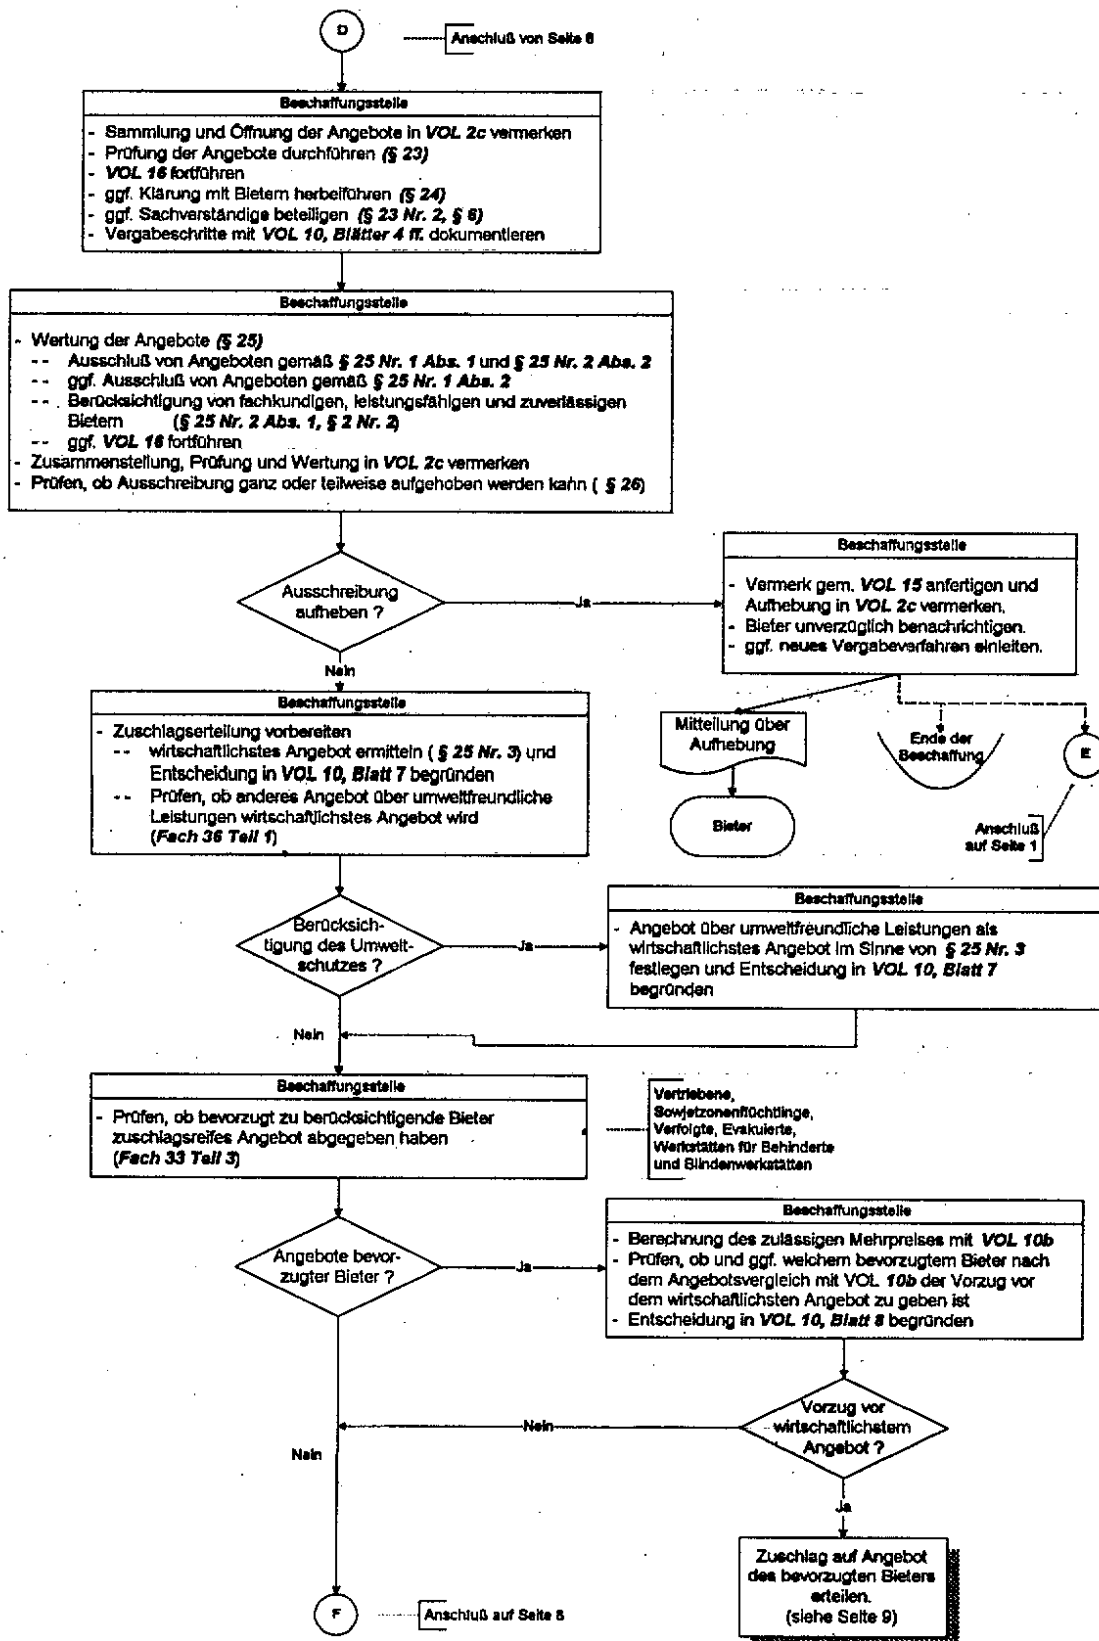 D
Anschluß von Seite 6
Beschaffungsstelle
- Sammlung und Öffnung der Angebote in VOL 2c vermerken
- Prüfung der Angebote durchführen (§ 23)
- VOL 16 fortführen
- ggf. Klärung mit Bietern herbeiführen (§ 24)
- ggf. Sachverständige beteiligen (§ 23 Nr. 2, § 6)
- Vergabeschritte mit VOL 10, Blätter 4 ff. dokumentieren
Beschaffungsstelle
- Wertung der Angebote (§ 25)
-- Ausschluß von Angeboten gemäß § 25 Nr. 1 Abs. 1 und § 25 Nr. 2 Abs. 2
-- ggf. Ausschluß von Angeboten gemäß § 25 Nr. 1 Abs. 2
-- Berücksichtigung von fachkundigen, leistungsfähigen und zuverlässigen
Bietern (§ 25 Nr. 2 Abs. 1, § 2 Nr. 2)
-- ggf. VOL 16 fortführen
- Zusammenstellung, Prüfung und Wertung in VOL 2c vermerken
- Prüfen, ob Ausschreibung ganz oder teilweise aufgehoben werden kann ( § 26)
Ausschreibung
aufheben ?
Ja
Beschaffungsstelle
- Vermerk gem. VOL 15 anfertigen und
Aufhebung in VOL 2c vermerken.
- Bieter unverzüglich benachrichtigen.
- ggf. neues Vergabeverfahren einleiten.
Nein
Mitteilung über
Aufhebung
Ende der
Beschaffung
E
Bieter
Anschluß
auf Seite 1
Beschaffungsstelle
- Zuschlagserteilung vorbereiten
-- wirtschaftlichstes Angebot ermitteln ( § 25 Nr. 3) und
Entscheidung in VOL 10, Blatt 7 begründen
-- Prüfen, ob anderes Angebot über umweltfreundliche
Leistungen wirtschaftlichstes Angebot wird
(Fach 36 Teil 1)
Berücksich-
tigung des Umwelt-
schutzes ?
Ja
Beschaffungsstelle
- Angebot über umweltfreundliche Leistungen als
wirtschaftlichstes Angebot im Sinne von § 25 Nr. 3
festlegen und Entscheidung in VOL 10, Blatt 7
begründen
Nein
Beschaffungsstelle
- Prüfen, ob bevorzugt zu berücksichtigende Bieter
zuschlagsreifes Angebot abgegeben haben
(Fach 33 Teil 3)
Vertriebene,
Sowjetzonenflüchtlinge,
Verfolgte, Evakuierte,
Werkstätten für Behinderte
und Blindenwerkstätten
Angebote bevor-
zugter Bieter ?
Ja
Beschaffungsstelle
- Berechnung des zulässigen Mehrpreises mit VOL 10b
- Prüfen, ob und ggf. welchem bevorzugtem Bieter nach
dem Angebotsvergleich mit VOL 10b der Vorzug vor
dem wirtschaftlichsten Angebot zu geben ist
- Entscheidung in VOL 10, Blatt 8 begründen
Vorzug vor
wirtschaftlichstem
Angebot ?
Nein
Nein
Ja
Zuschlag auf Angebot
des bevorzugten Bieters
erteilen.
(siehe Seite 9)
F
Anschluß auf Seite 8